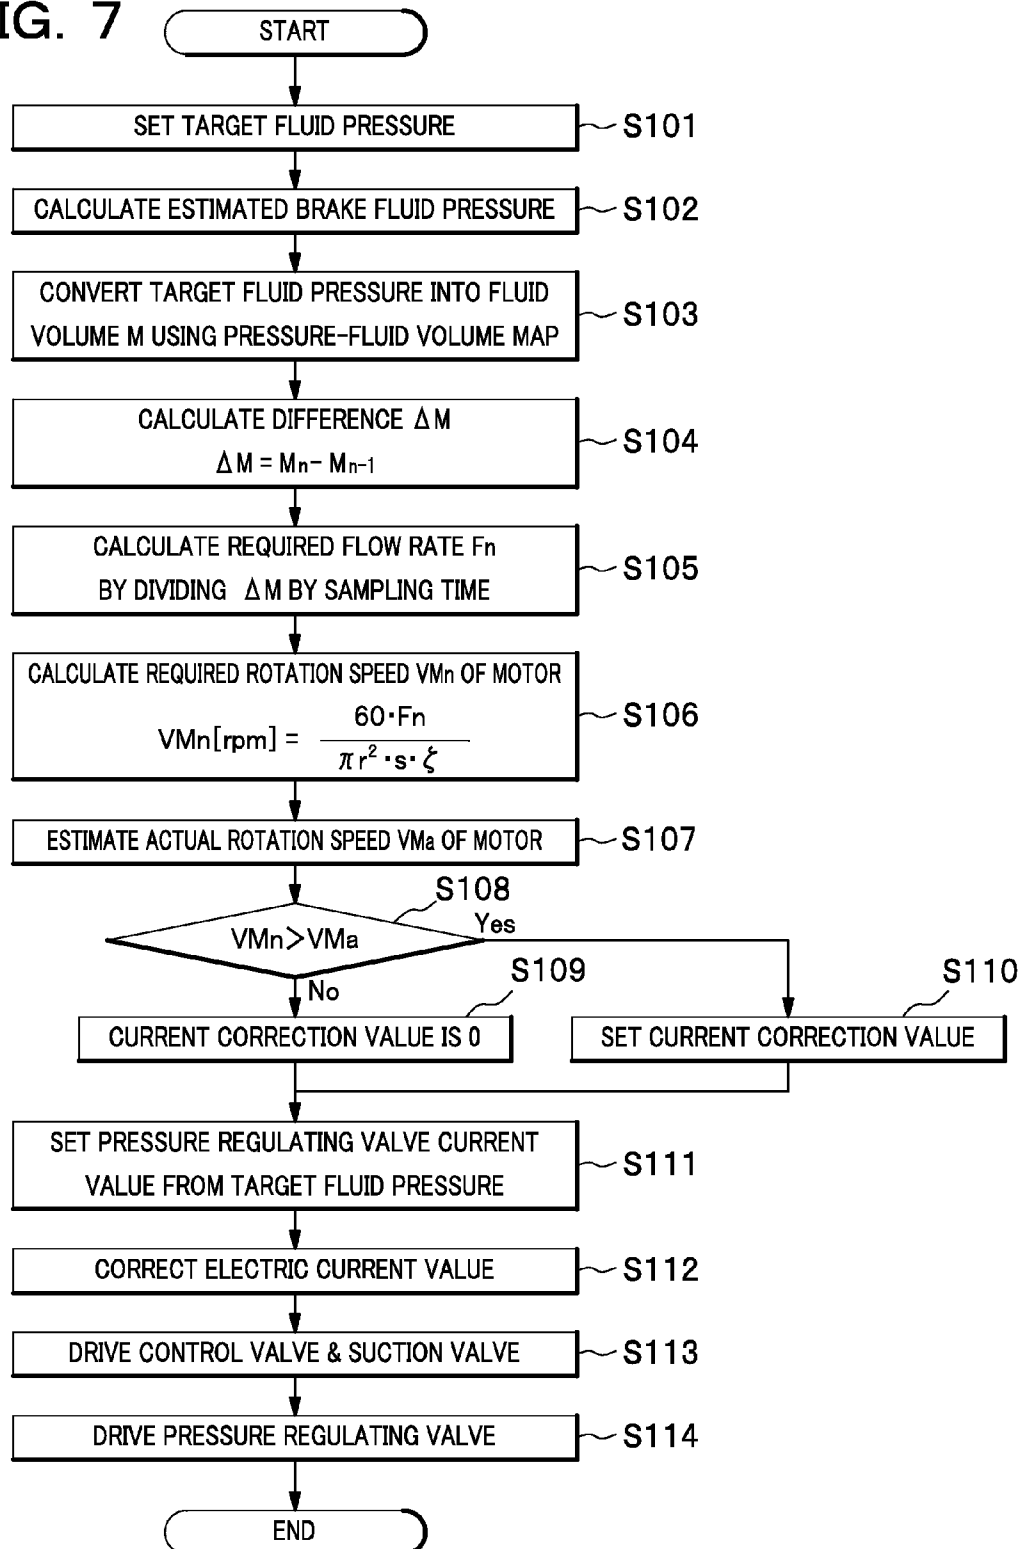 IG. 7
START
SET TARGET FLUID PRESSURE
S101
CALCULATE ESTIMATED BRAKE FLUID PRESSURE
S102
CONVERT TARGET FLUID PRESSURE INTO FLUID
VOLUME M USING PRESSURE-FLUID VOLUME MAP
S103
CALCULATE DIFFERENCE ΔM
ΔM = Mn- Mn-1
S104
CALCULATE REQUIRED FLOW RATE Fn
BY DIVIDING ΔM BY SAMPLING TIME
S105
CALCULATE REQUIRED ROTATION SPEED VMn OF MOTOR
VMn[rpm] = 60·Fn / πr²·s·ζ
S106
ESTIMATE ACTUAL ROTATION SPEED VMa OF MOTOR
S107
S108
VMn>VMa
Yes
No
S109
CURRENT CORRECTION VALUE IS 0
S110
SET CURRENT CORRECTION VALUE
SET PRESSURE REGULATING VALVE CURRENT
VALUE FROM TARGET FLUID PRESSURE
S111
CORRECT ELECTRIC CURRENT VALUE
S112
DRIVE CONTROL VALVE & SUCTION VALVE
S113
DRIVE PRESSURE REGULATING VALVE
S114
END